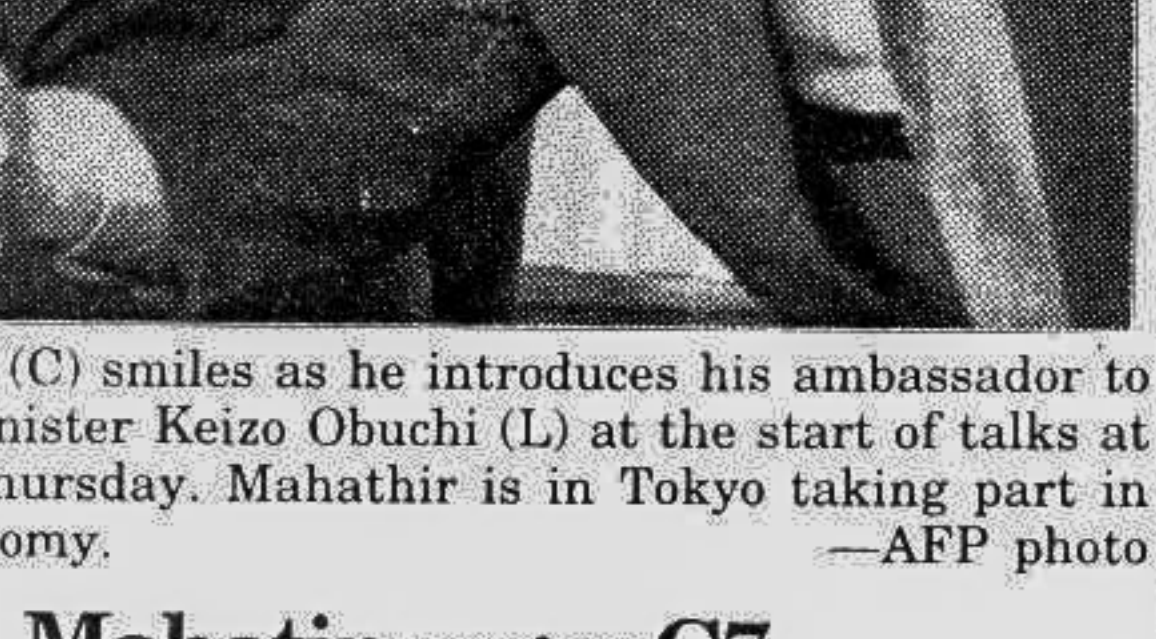 (C) smiles as he introduces his ambassador to
nister Keizo Obuchi (L) at the start of talks at
hursday. Mahathir is in Tokyo taking part in
omy. —AFP photo
G7